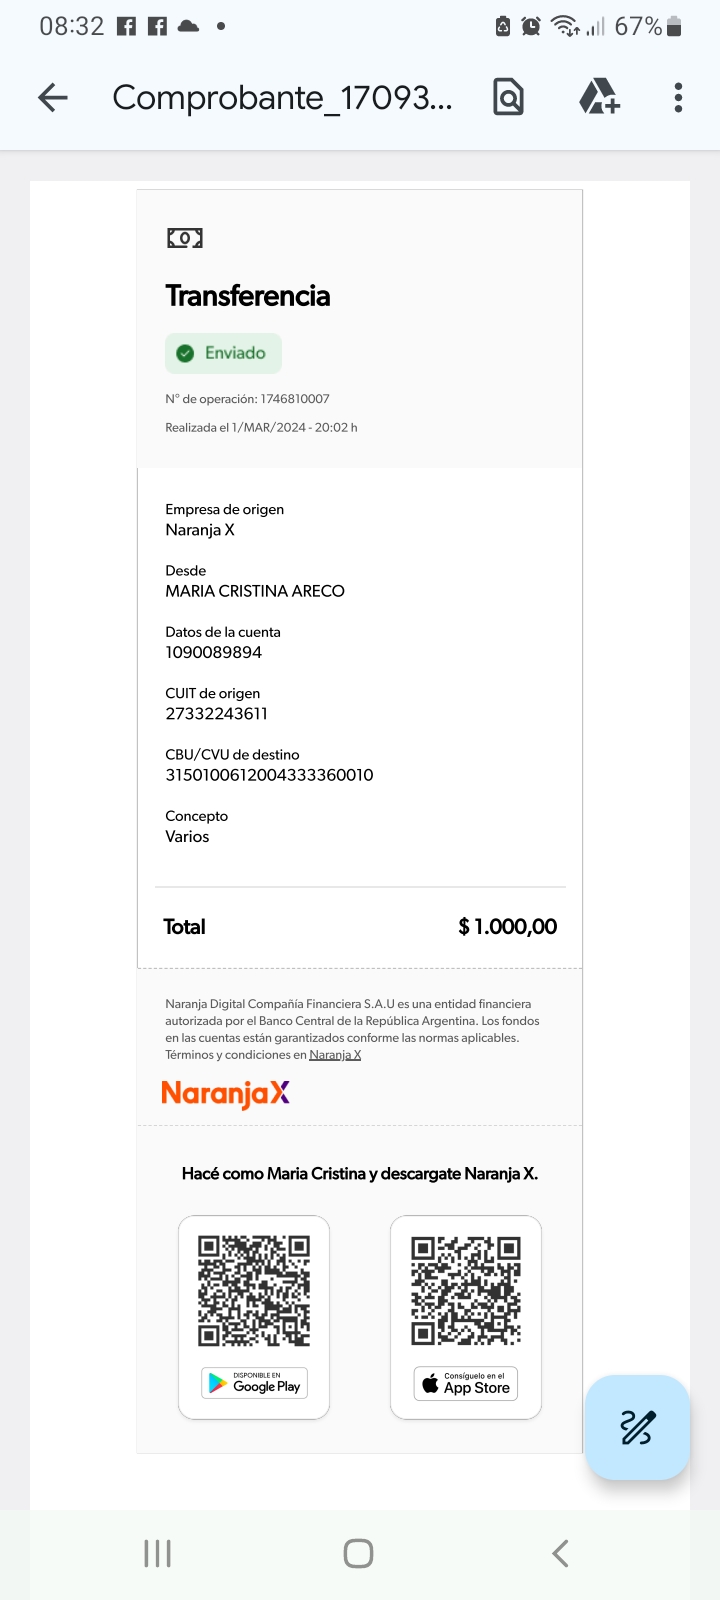 08:32
67%
Comprobante_17093...
Transferencia
Enviado
N° de operación: 1746810007
Realizada el 1/MAR/2024 - 20:02 h
Empresa de origen
Naranja X
Desde
MARIA CRISTINA ARECO
Datos de la cuenta
1090089894
CUIT de origen
27332243611
CBU/CVU de destino
3150100612004333360010
Concepto
Varios
Total $ 1.000,00
Naranja Digital Compañía Financiera S.A.U es una entidad financiera
autorizada por el Banco Central de la República Argentina. Los fondos
en las cuentas están garantizados conforme las normas aplicables.
Términos y condiciones en Naranja X
NaranjaX
Hacé como Maria Cristina y descargate Naranja X.
DISPONIBLE EN
Google Play
Consíguelo en el
App Store